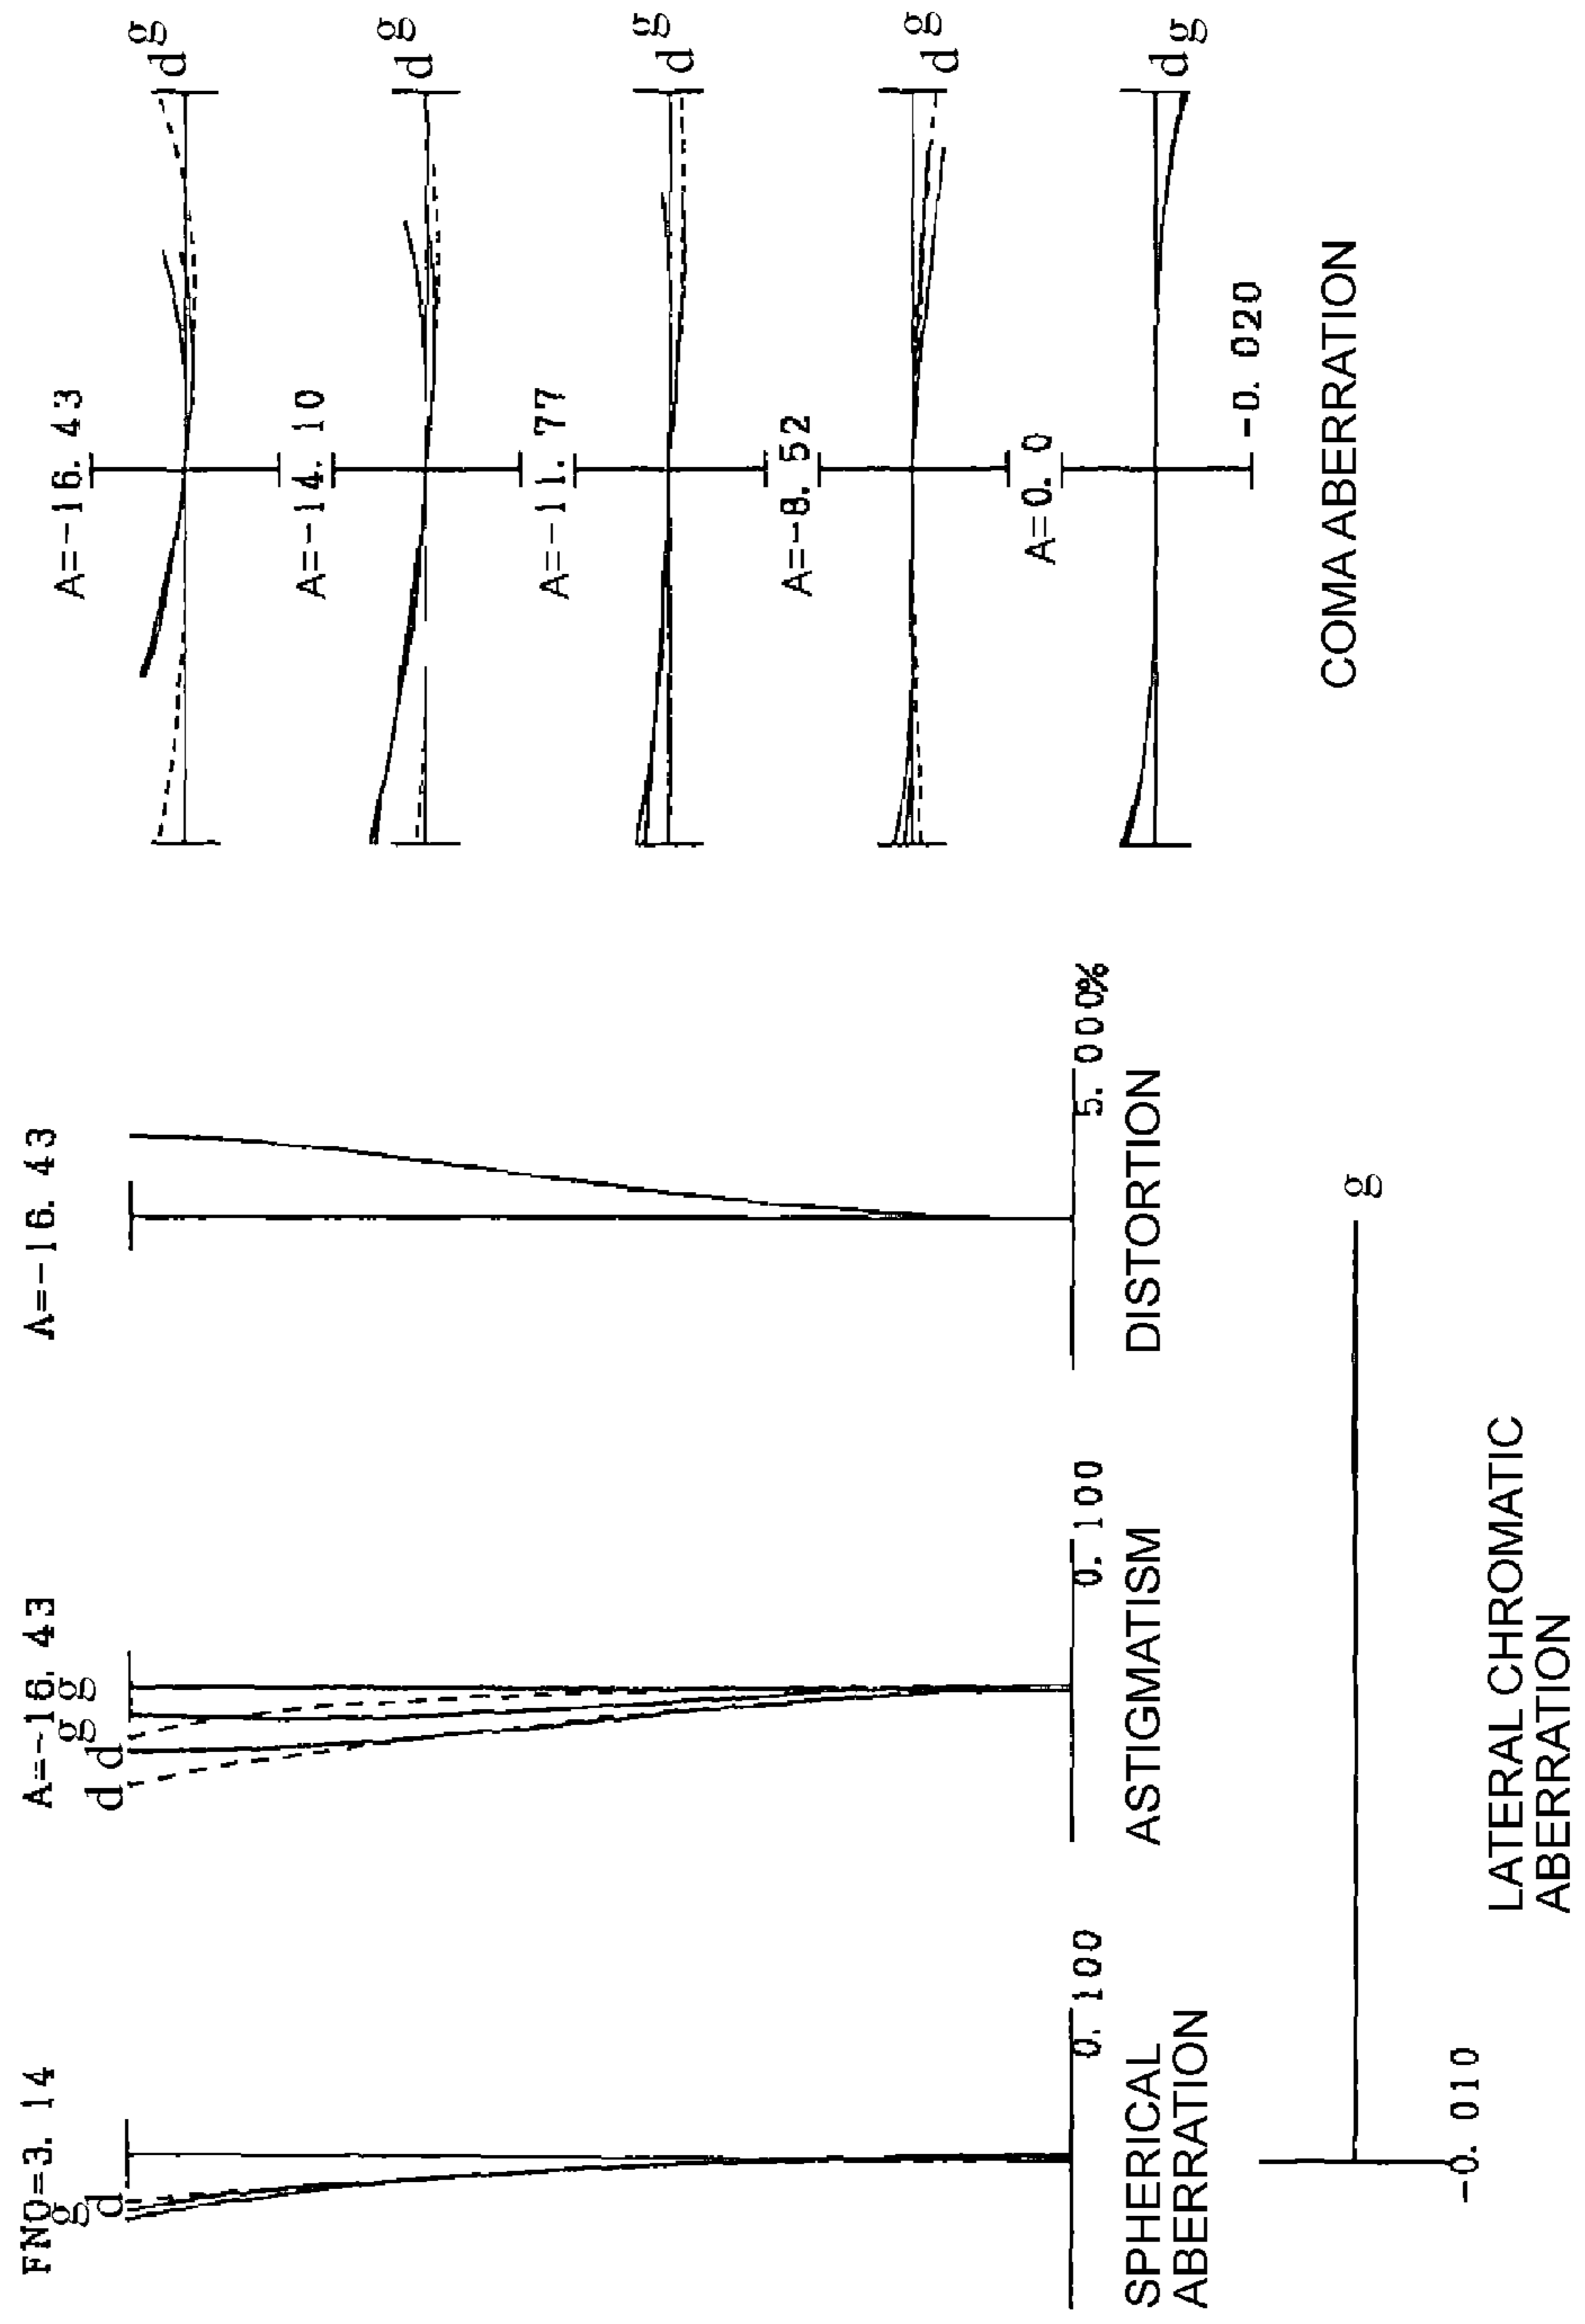 FNO=3.14
g
d
0.100
SPHERICAL
ABERRATION
A=-16.43
g
g
d
d
0.100
ASTIGMATISM
A=-16.43
5.000%
DISTORTION
g
-0.010
LATERAL CHROMATIC
ABERRATION
A=-16.43
g
d
A=-14.10
g
d
A=-11.77
g
d
A=-8.52
g
d
A=0.0
d g
-0.020
COMA ABERRATION